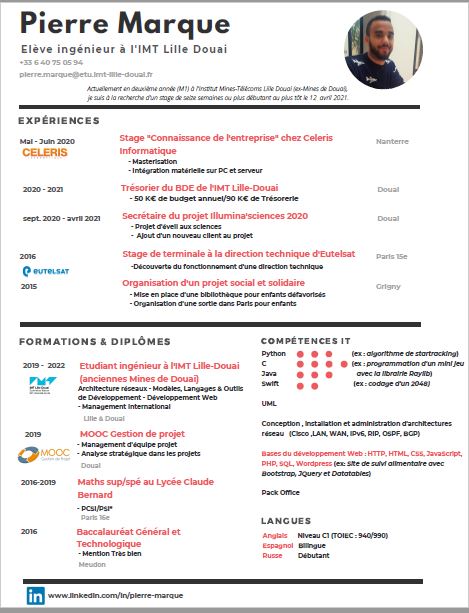 Pierre Marque
Elève ingénieur à l'IMT Lille Douai
+33 6 40 75 05 94
pierre.marque@etu.imt-lille-douai.fr
Actuellement en deuxième année (M1) à l'Institut Mines-Télécoms Lille Douai (ex-Mines de Douai),
je suis à la recherche d'un stage de seize semaines ou plus débutant au plus tôt le 12 avril 2021.
EXPÉRIENCES
Mai - Juin 2020
CELERIS
Stage "Connaissance de l'entreprise" chez Celeris
Informatique
- Masterisation
- Intégration matérielle sur PC et serveur
Nanterre
2020 - 2021
Trésorier du BDE de l'IMT Lille-Douai
- 50 K€ de budget annuel/90 K€ de Trésorerie
Douai
sept. 2020 - avril 2021
Secrétaire du projet Illumina'sciences 2020
- Projet d'éveil aux sciences
- Ajout d'un nouveau client au projet
Douai
2016
eutelsat
Stage de terminale à la direction technique d'Eutelsat
-Découverte du fonctionnement d'une direction technique
Paris 15e
2015
Organisation d'un projet social et solidaire
- Mise en place d'une bibliothèque pour enfants défavorisés
- Organisation d'une sortie dans Paris pour enfants
Grigny
FORMATIONS & DIPLÔMES
2019 - 2022
IMT Lille Douai
Etudiant ingénieur à l'IMT Lille-Douai
(anciennes Mines de Douai)
Architecture réseaux - Modèles, Langages & Outils
de Développement - Développement Web
- Management International
Lille & Douai
2019
MOOC
Gestion de Projet
MOOC Gestion de projet
- Management d'équipe projet
- Analyse stratégique dans les projets
Douai
2016-2019
Maths sup/spé au Lycée Claude
Bernard
- PCSI/PSI*
Paris 16e
2016
Baccalauréat Général et
Technologique
- Mention Très bien
Meudon
COMPÉTENCES IT
Python
(ex : algorithme de startracking)
C
(ex : programmation d'un mini jeu
avec la librairie Raylib)
Java
Swift
(ex : codage d'un 2048)
UML
Conception , installation et administration d'architectures
réseau (Cisco ,LAN, WAN, IPv6, RIP, OSPF, BGP)
Bases du développement Web : HTTP, HTML, CSS, JavaScript,
PHP, SQL, Wordpress (ex: Site de suivi alimentaire avec
Bootstrap, JQuery et Datatables)
Pack Office
LANGUES
Anglais Niveau C1 (TOIEC : 940/990)
Espagnol Bilingue
Russe Débutant
in www.linkedin.com/in/pierre-marque